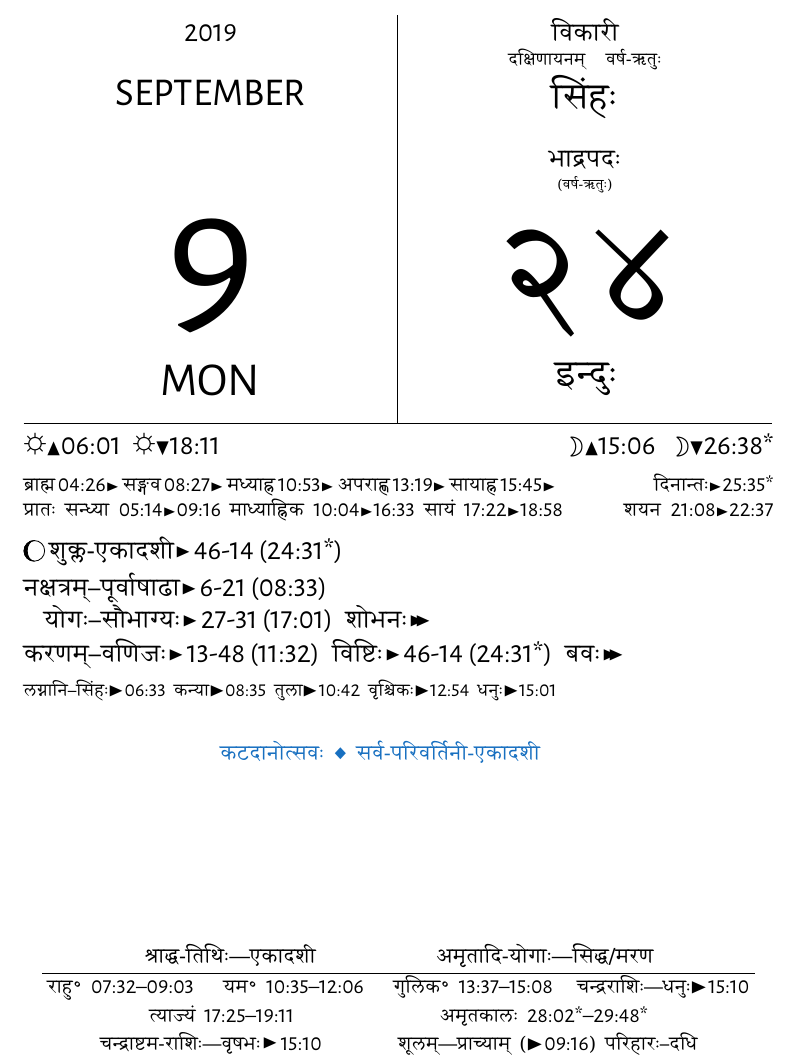 2019
SEPTEMBER
9
MON
विकारी
दक्षिणायनम् वर्ष-ऋतुः
सिंहः
भाद्रपदः
(वर्ष-ऋतुः)
२४
इन्दुः
☼▲06:01 ☼▼18:11 ☽▲15:06 ☽▼26:38*
ब्राह्म 04:26► सङ्गव 08:27► मध्याह्न 10:53► अपराह्ण 13:19► सायाह्न 15:45► दिनान्तः►25:35*
प्रातः सन्ध्या 05:14►09:16 माध्याह्निक 10:04►16:33 सायं 17:22►18:58 शयन 21:08►22:37
शुक्ल-एकादशी► 46-14 (24:31*)
नक्षत्रम्–पूर्वाषाढा► 6-21 (08:33)
योगः–सौभाग्यः► 27-31 (17:01) शोभनः►►
करणम्–वणिजः►13-48 (11:32) विष्टिः►46-14 (24:31*) बवः►►
लग्नानि–सिंहः►06:33 कन्या►08:35 तुला►10:42 वृश्चिकः►12:54 धनुः►15:01
कटदानोत्सवः ◆ सर्व-परिवर्तिनी-एकादशी
श्राद्ध-तिथिः—एकादशी अमृतादि-योगाः—सिद्ध/मरण
राहु॰ 07:32–09:03 यम॰ 10:35–12:06 गुलिक॰ 13:37–15:08 चन्द्रराशिः—धनुः►15:10
त्याज्यं 17:25–19:11 अमृतकालः 28:02*–29:48*
चन्द्राष्टम-राशिः—वृषभः► 15:10 शूलम्—प्राच्याम् (►09:16) परिहारः–दधि